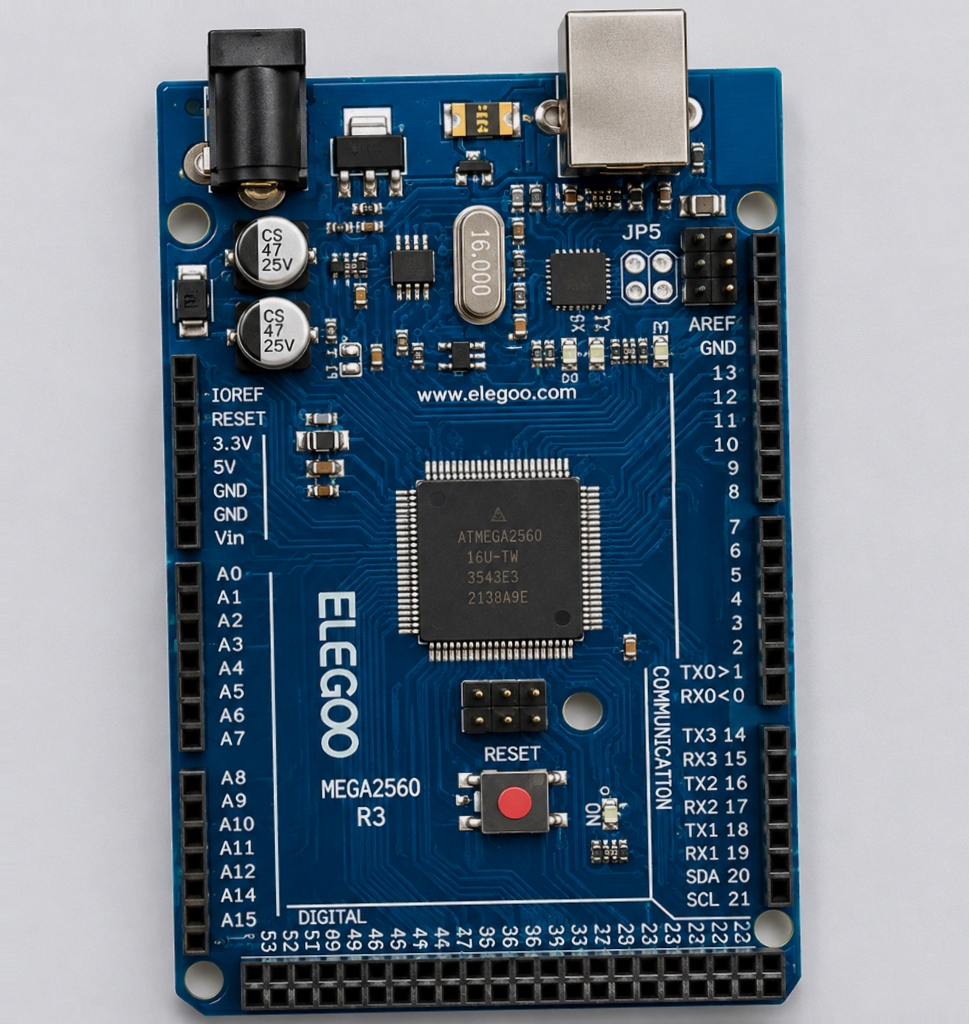 CS
47
25V
CS
47
25V
16.000
JP5
AREF
GND
13
12
11
10
9
8
7
6
5
4
3
2
TX0>1
RX0<0
TX3 14
RX3 15
TX2 16
RX2 17
TX1 18
RX1 19
SDA 20
SCL 21
COMMUNICATION
www.elegoo.com
IOREF
RESET
3.3V
5V
GND
GND
Vin
A0
A1
A2
A3
A4
A5
A6
A7
A8
A9
A10
A11
A12
A14
A15
ATMEGA2560
16U-TW
3543E3
2138A9E
ELEGOO
MEGA2560
R3
RESET
ON
DIGITAL
53
52